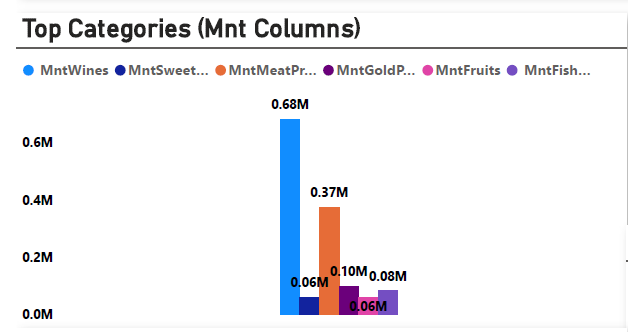 Top Categories (Mnt Columns)
MntWines MntSweet... MntMeatPr... MntGoldP... MntFruits MntFish...
0.68M
0.6M
0.37M
0.4M
0.2M
0.06M 0.10M 0.08M
0.06M
0.0M